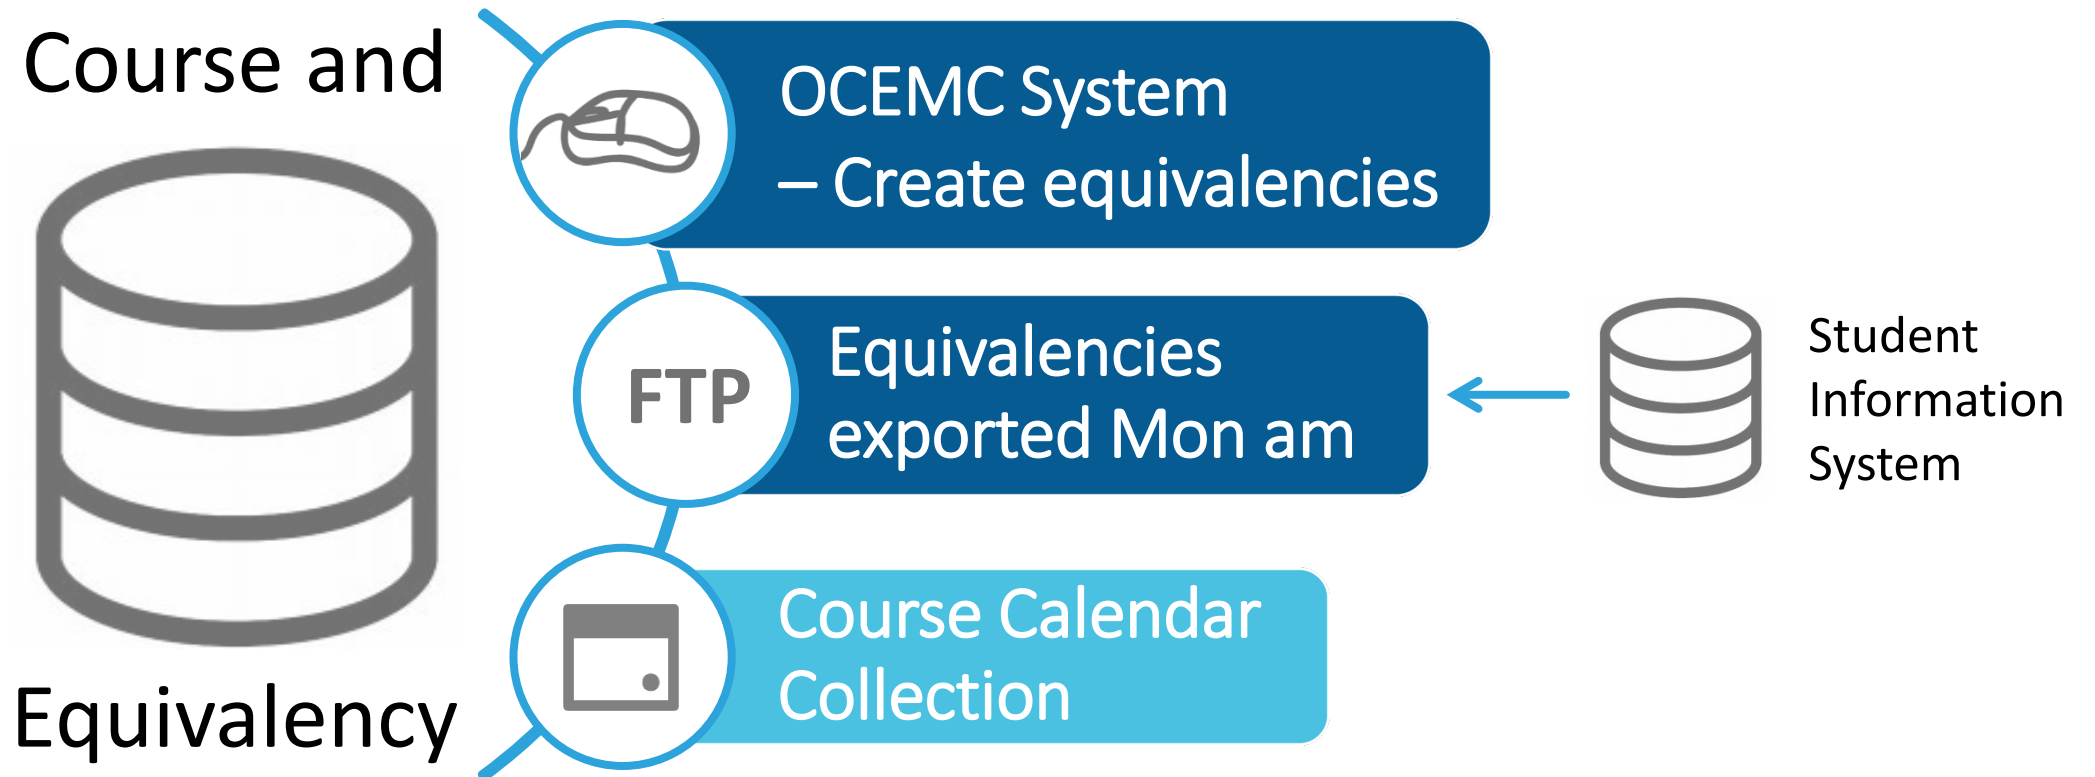 Course and
Equivalency
OCEMC System
– Create equivalencies
FTP
Equivalencies
exported Mon am
Course Calendar
Collection
Student
Information
System